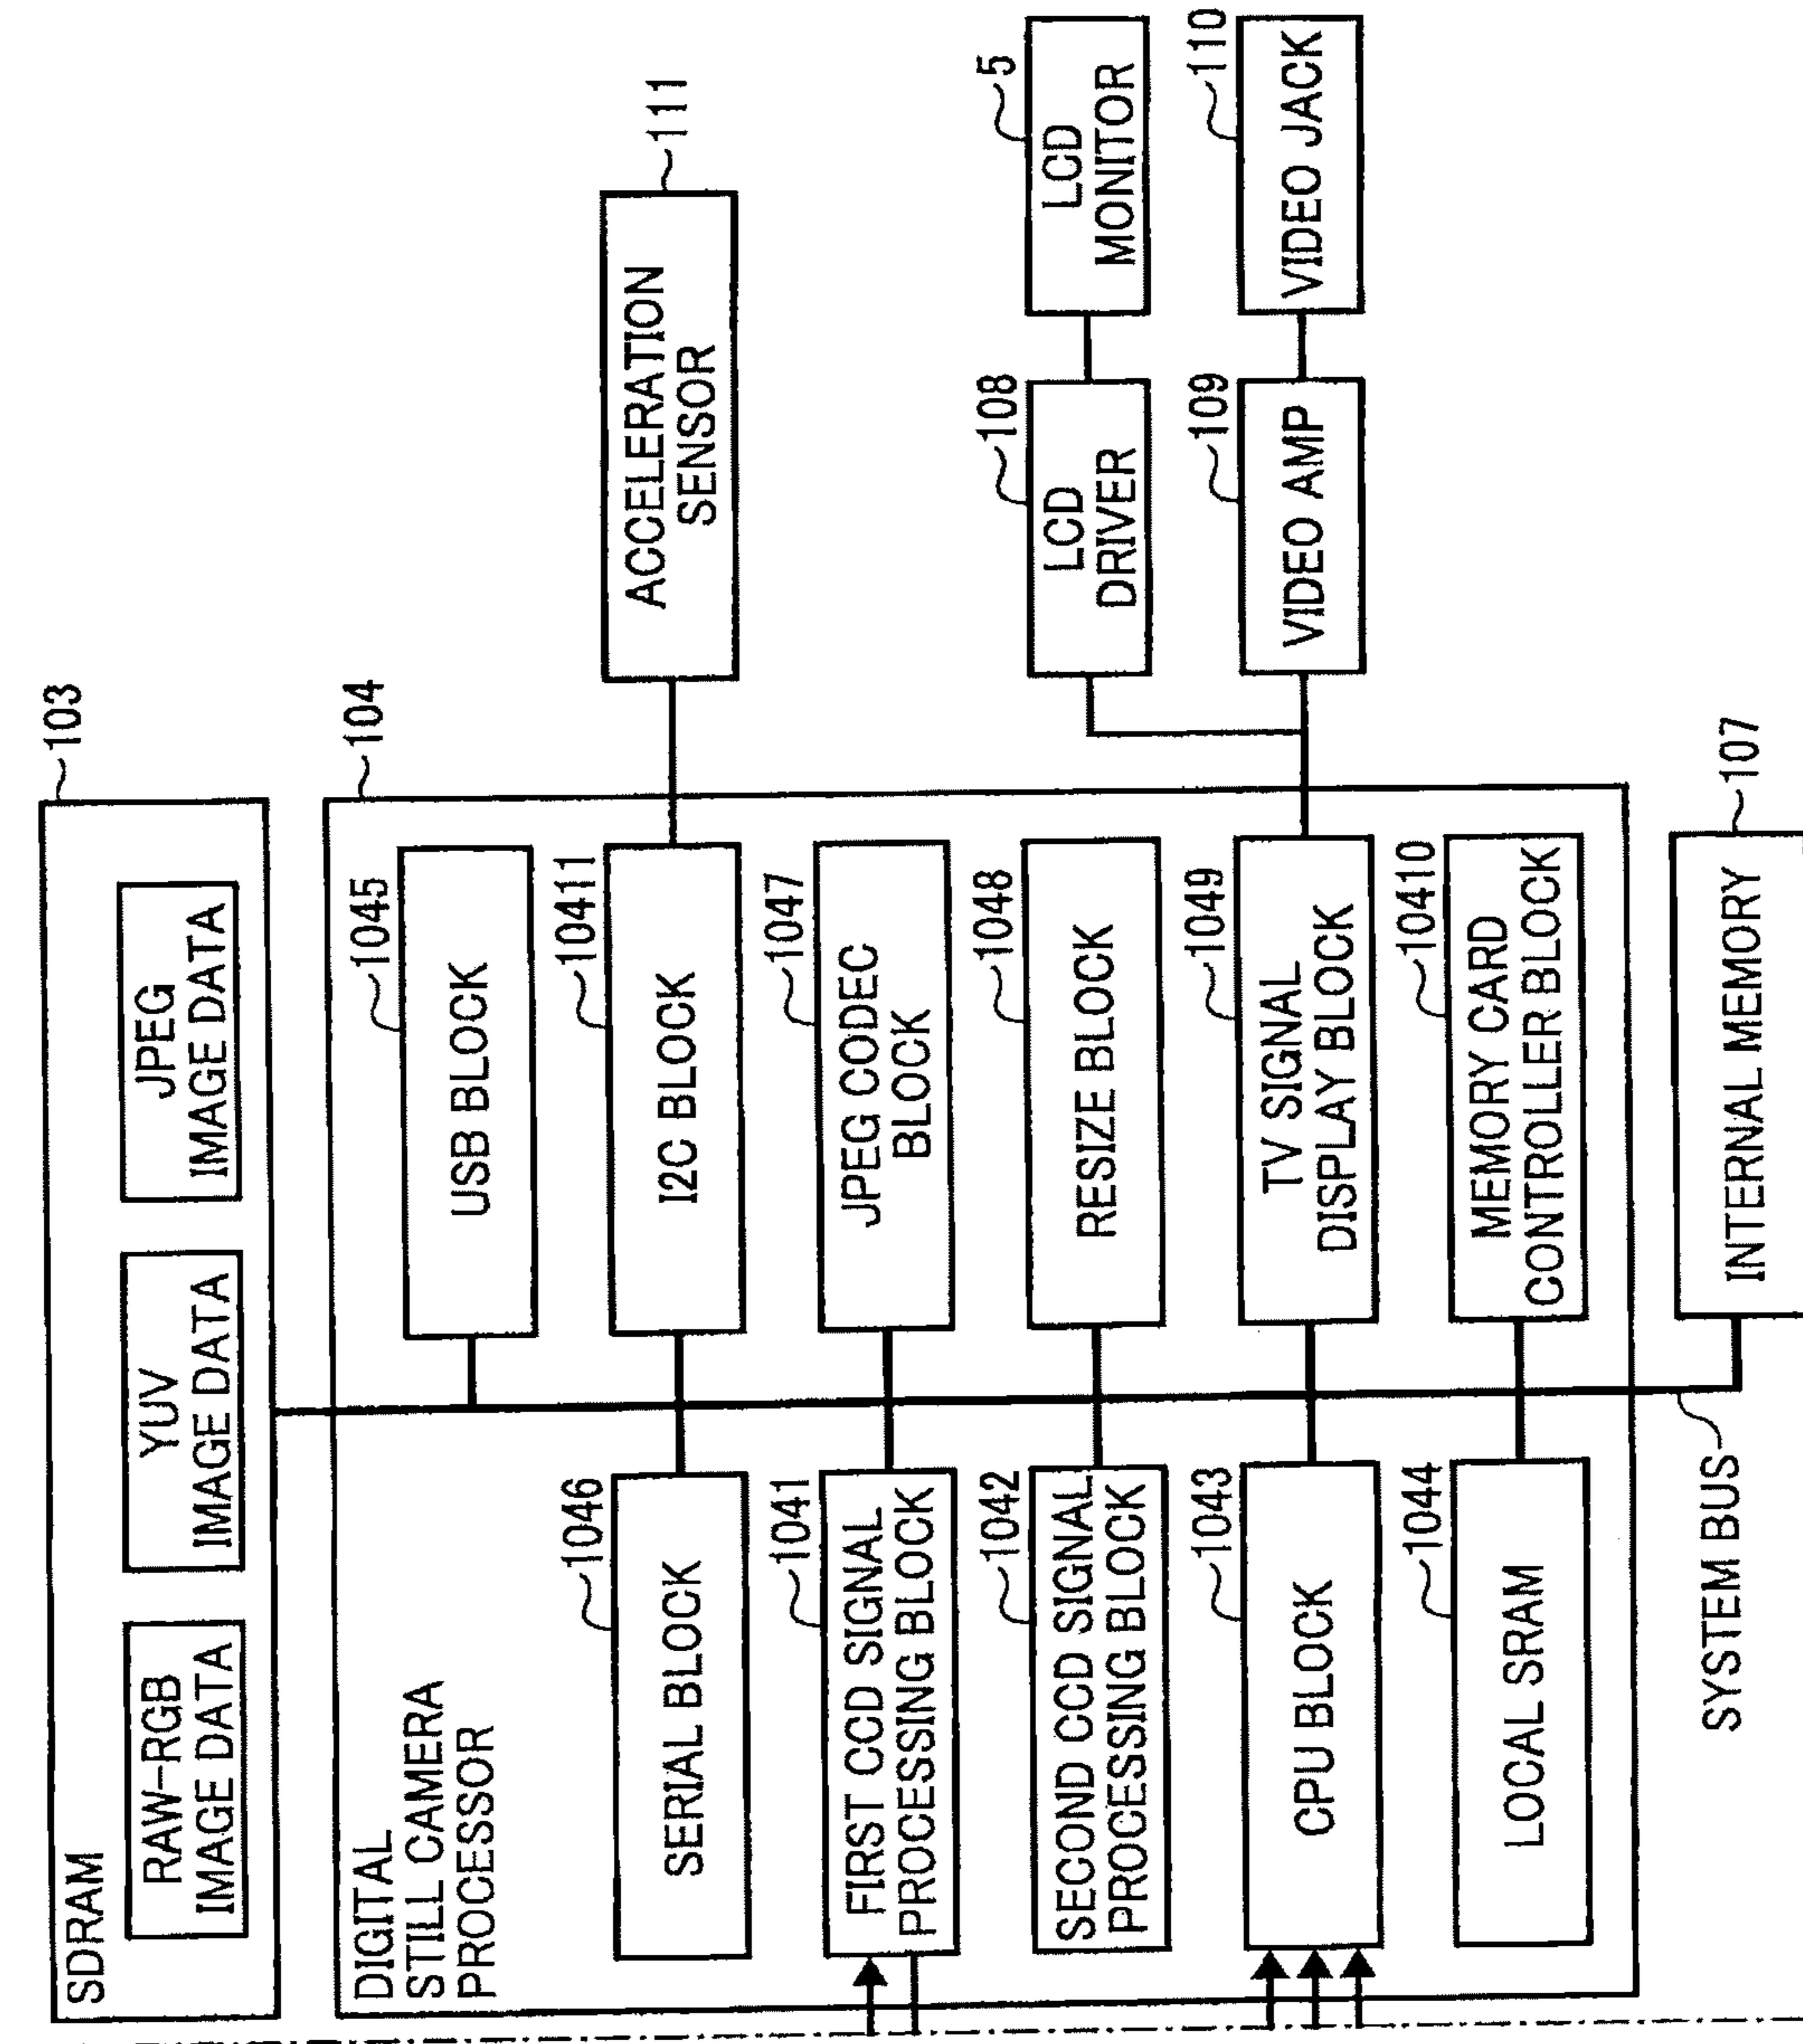 103
SDRAM
RAW-RGB
IMAGE DATA
YUV
IMAGE DATA
JPEG
IMAGE DATA
104
DIGITAL
STILL CAMERA
PROCESSOR
1045
USB BLOCK
1046
SERIAL BLOCK
10411
I2C BLOCK
111
ACCELERATION
SENSOR
1041
FIRST CCD SIGNAL
PROCESSING BLOCK
1047
JPEG CODEC
BLOCK
1042
SECOND CCD SIGNAL
PROCESSING BLOCK
1048
RESIZE BLOCK
108
LCD
DRIVER
5
LCD
MONITOR
1043
CPU BLOCK
1049
TV SIGNAL
DISPLAY BLOCK
109
VIDEO AMP
110
VIDEO JACK
1044
LOCAL SRAM
10410
MEMORY CARD
CONTROLLER BLOCK
SYSTEM BUS
107
INTERNAL MEMORY